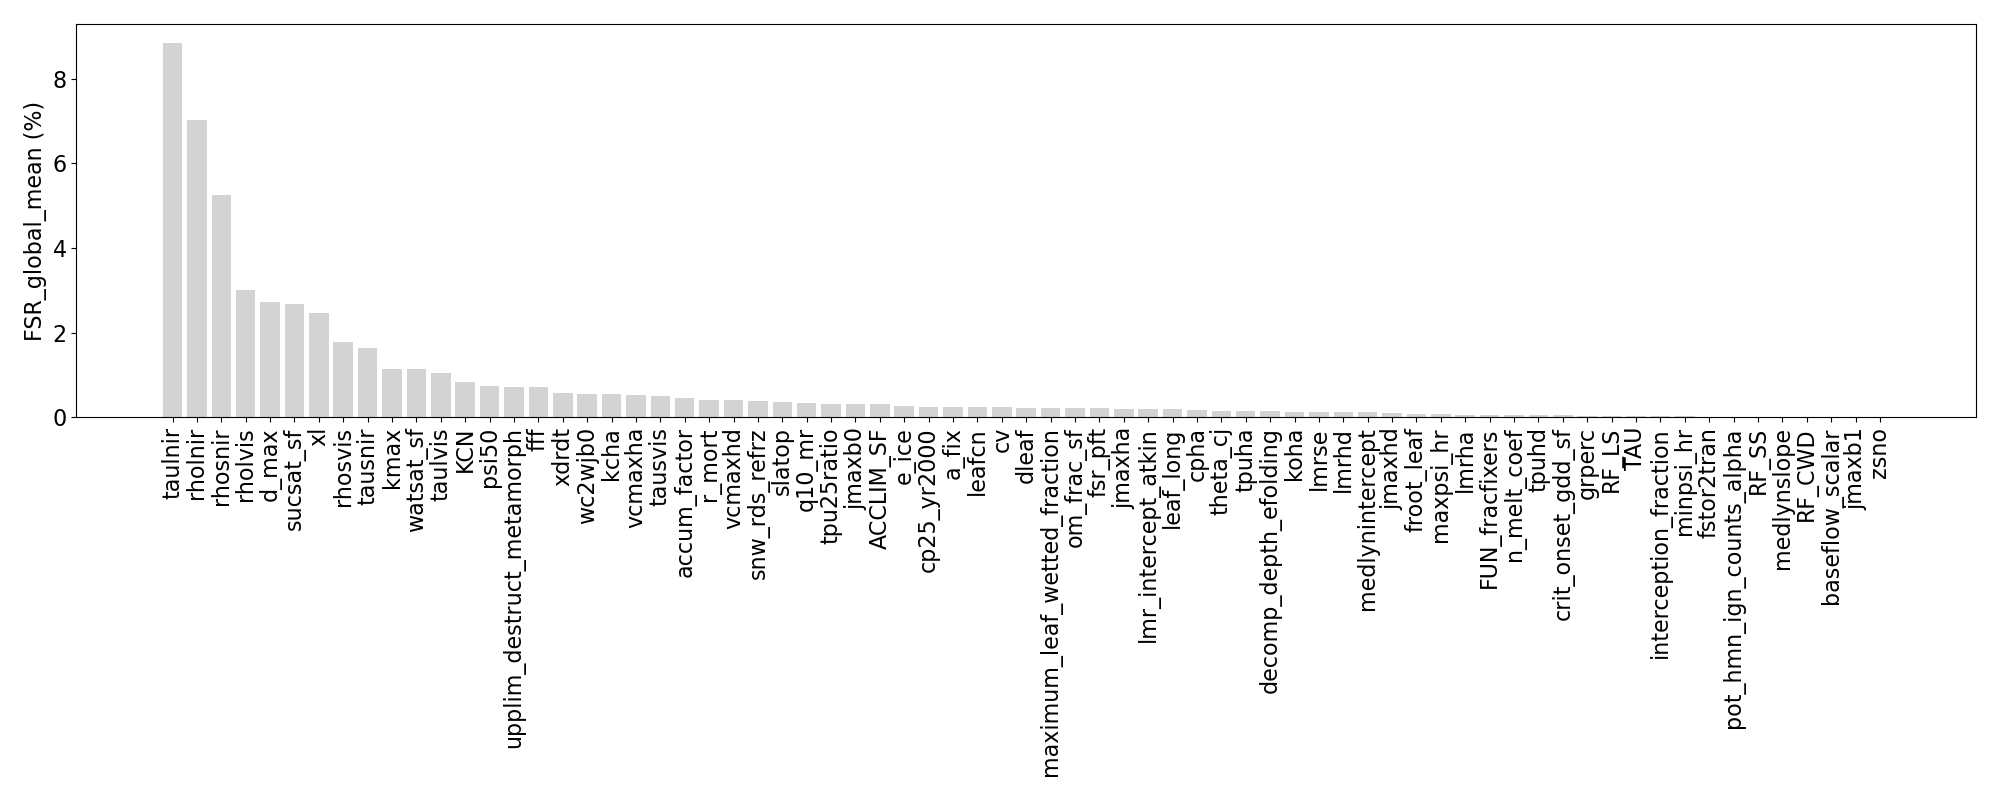 FSR_global_mean (%)
8
6
4
2
0
taulnir
rholnir
rhosnir
rholvis
d_max
sucsat_sf
xl
rhosvis
tausnir
kmax
watsat_sf
taulvis
KCN
psi50
upplim_destruct_metamorph
fff
xdrdt
wc2wjb0
kcha
vcmaxha
tausvis
accum_factor
r_mort
vcmaxhd
snw_rds_refrz
slatop
q10_mr
tpu25ratio
jmaxb0
ACCLIM_SF
e_ice
cp25_yr2000
a_fix
leafcn
cv
dleaf
maximum_leaf_wetted_fraction
om_frac_sf
fsr_pft
jmaxha
lmr_intercept_atkin
leaf_long
cpha
theta_cj
tpuha
decomp_depth_efolding
koha
lmrse
lmrhd
medlynintercept
jmaxhd
froot_leaf
maxpsi_hr
lmrha
FUN_fracfixers
n_melt_coef
tpuhd
crit_onset_gdd_sf
grperc
RF_LS
TAU
interception_fraction
minpsi_hr
fstor2tran
pot_hmn_ign_counts_alpha
RF_SS
medlynslope
RF_CWD
baseflow_scalar
jmaxb1
zsno